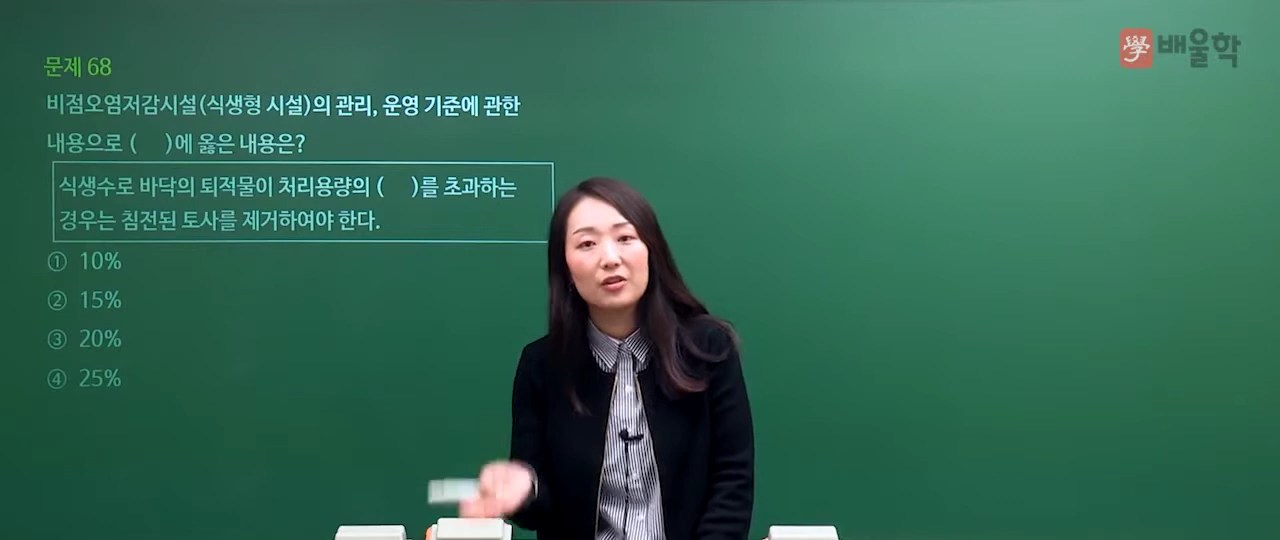 學 배울학
문제 68
비점오염저감시설(식생형 시설)의 관리, 운영 기준에 관한
내용으로 (    )에 옳은 내용은?
식생수로 바닥의 퇴적물이 처리용량의 (    )를 초과하는
경우는 침전된 토사를 제거하여야 한다.
① 10%
② 15%
③ 20%
④ 25%